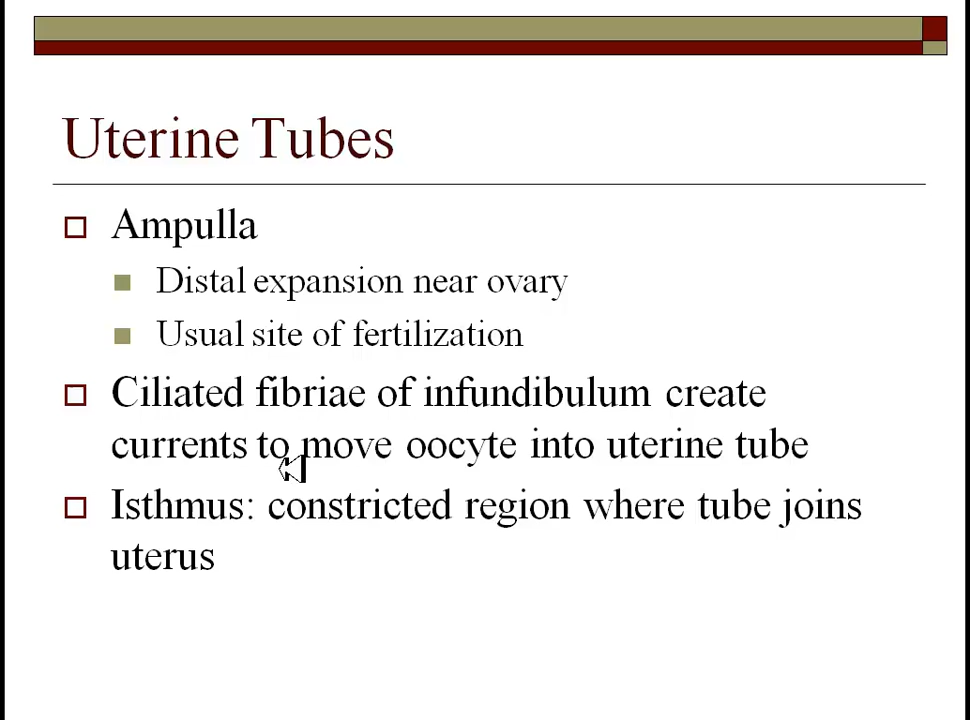 Uterine Tubes
Ampulla
Distal expansion near ovary
Usual site of fertilization
Ciliated fibriae of infundibulum create
currents to move oocyte into uterine tube
Isthmus: constricted region where tube joins
uterus